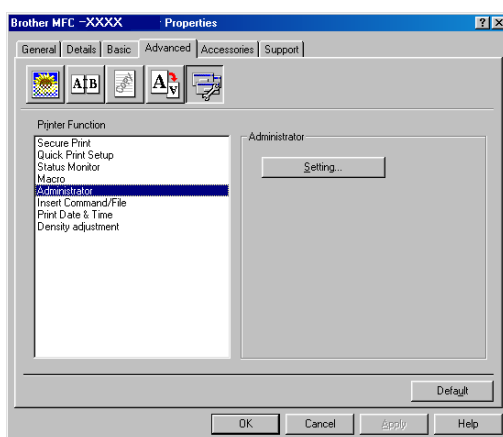 Brother MFC -XXXX Properties
General Details Basic Advanced Accessories Support
A B
A A
Printer Function
Secure Print
Quick Print Setup
Status Monitor
Macro
Administrator
Insert Command/File
Print Date & Time
Density adjustment
Administrator
Setting...
Default
OK Cancel Apply Help